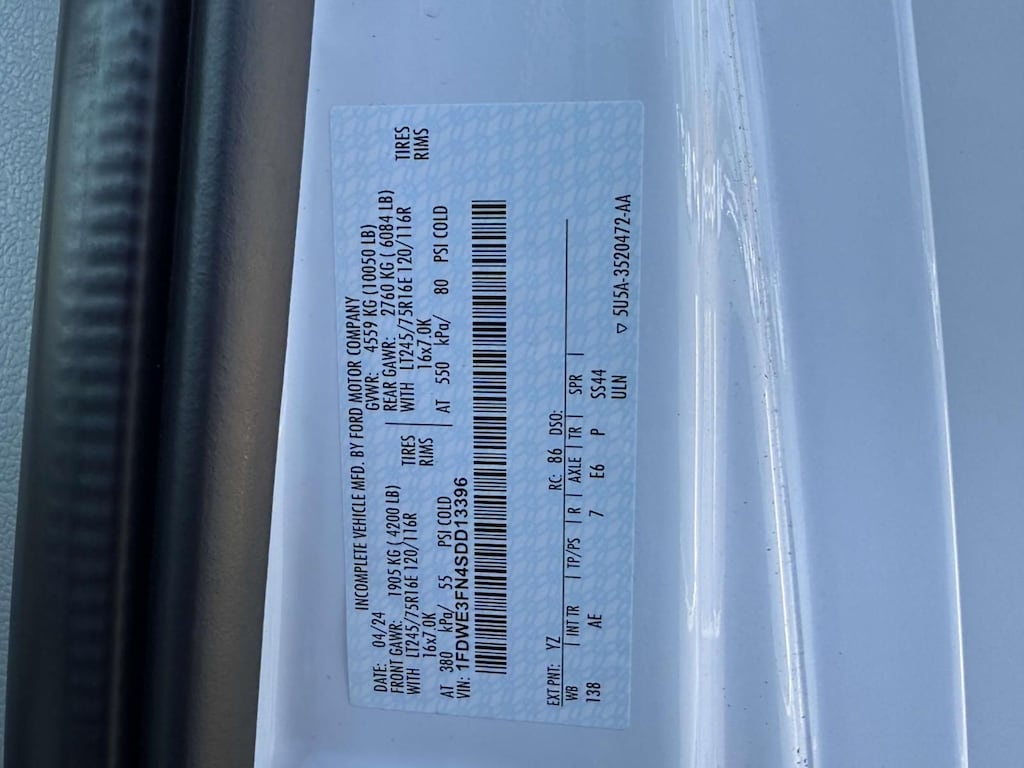 INCOMPLETE VEHICLE MFD. BY FORD MOTOR COMPANY
DATE: 04/24 GVWR: 4559 KG (10050 LB)
FRONT GAWR: 1905 KG ( 4200 LB) REAR GAWR: 2760 KG ( 6084 LB)
WITH LT245/75R16E 120/116R TIRES WITH LT245/75R16E 120/116R TIRES
16x7.0K RIMS 16x7.0K RIMS
AT 380 kPa/ 55 PSI COLD AT 550 kPa/ 80 PSI COLD
VIN: 1FDWE3FN4SDD13396
EXT PNT: YZ RC: 86 DSO:
WB INT TR TP/PS R AXLE TR SPR
138 AE 7 E6 P SS44
ULN
▽ 5U5A-3520472-AA